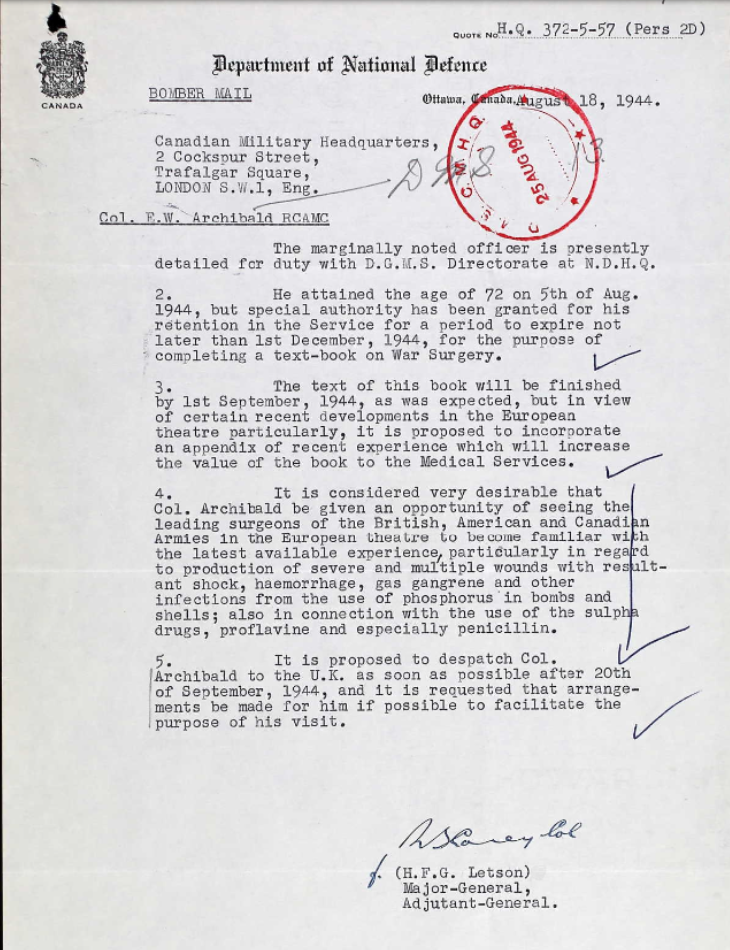 QUOTE No H.Q. 372-5-57 (Pers 2D)
CANADA
Department of National Defence
BOMBER MAIL
Ottawa, Canada, August 18, 1944.
Canadian Military Headquarters,
2 Cockspur Street,
Trafalgar Square,
LONDON S.W.1, Eng.
DMS
C M H Q
25 AUG 1944
Col. E.W. Archibald RCAMC
The marginally noted officer is presently
detailed for duty with D.G.M.S. Directorate at N.D.H.Q.
2. He attained the age of 72 on 5th of Aug.
1944, but special authority has been granted for his
retention in the Service for a period to expire not
later than 1st December, 1944, for the purpose of
completing a text-book on War Surgery.
3. The text of this book will be finished
by 1st September, 1944, as was expected, but in view
of certain recent developments in the European
theatre particularly, it is proposed to incorporate
an appendix of recent experience which will increase
the value of the book to the Medical Services.
4. It is considered very desirable that
Col. Archibald be given an opportunity of seeing the
leading surgeons of the British, American and Canadian
Armies in the European theatre to become familiar with
the latest available experience, particularly in regard
to production of severe and multiple wounds with result-
ant shock, haemorrhage, gas gangrene and other
infections from the use of phosphorus in bombs and
shells; also in connection with the use of the sulpha
drugs, proflavine and especially penicillin.
5. It is proposed to despatch Col.
Archibald to the U.K. as soon as possible after 20th
of September, 1944, and it is requested that arrange-
ments be made for him if possible to facilitate the
purpose of his visit.
Col
f. (H.F.G. Letson)
Major-General,
Adjutant-General.